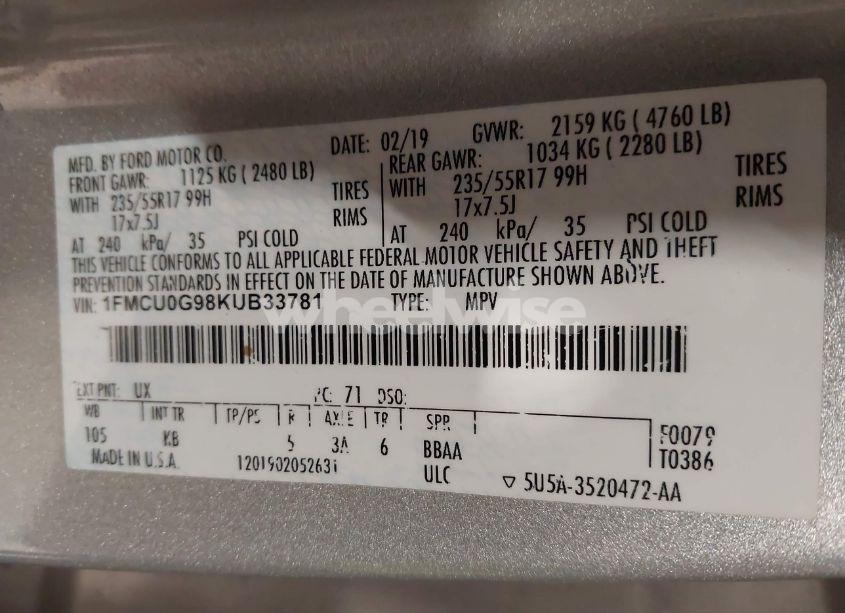 MFD. BY FORD MOTOR CO. DATE: 02/19 GVWR: 2159 KG ( 4760 LB)
FRONT GAWR: 1125 KG ( 2480 LB) REAR GAWR: 1034 KG ( 2280 LB)
WITH 235/55R17 99H TIRES WITH 235/55R17 99H TIRES
17x7.5J RIMS 17x7.5J RIMS
AT 240 kPa/ 35 PSI COLD AT 240 kPa/ 35 PSI COLD
THIS VEHICLE CONFORMS TO ALL APPLICABLE FEDERAL MOTOR VEHICLE SAFETY AND THEFT
PREVENTION STANDARDS IN EFFECT ON THE DATE OF MANUFACTURE SHOWN ABOVE.
VIN: 1FMCU0G98KUB33781 TYPE: MPV
wheelwise
EXT PNT: UX RC: 71 DSO:
WB INT TR TP/PS R AXLE TR SPR
105 KB 5 3A 6 BBAA
ULC
F0079
T0386
MADE IN U.S.A.
▽ 5U5A-3520472-AA